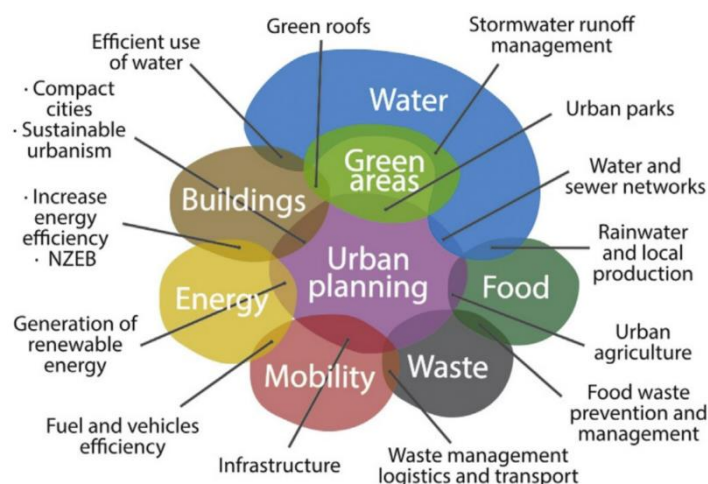 Green roofs
Stormwater runoff
management
Efficient use
of water
· Compact
cities
· Sustainable
urbanism
Water
Urban parks
Green
areas
Water and
sewer networks
Buildings
· Increase
energy
efficiency
· NZEB
Rainwater
and local
production
Urban
planning
Energy
Food
Generation of
renewable
energy
Urban
agriculture
Mobility
Waste
Food waste
prevention and
management
Fuel and vehicles
efficiency
Infrastructure
Waste management
logistics and transport